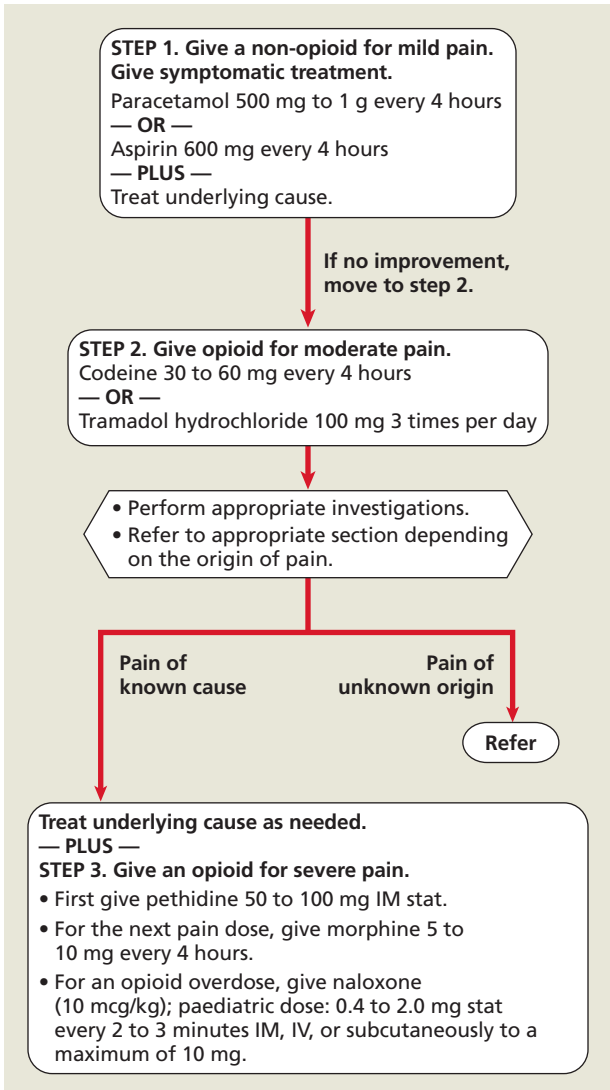 STEP 1. Give a non-opioid for mild pain.
Give symptomatic treatment.
Paracetamol 500 mg to 1 g every 4 hours
— OR —
Aspirin 600 mg every 4 hours
— PLUS —
Treat underlying cause.
If no improvement,
move to step 2.
STEP 2. Give opioid for moderate pain.
Codeine 30 to 60 mg every 4 hours
— OR —
Tramadol hydrochloride 100 mg 3 times per day
• Perform appropriate investigations.
• Refer to appropriate section depending
on the origin of pain.
Pain of
known cause
Pain of
unknown origin
Refer
Treat underlying cause as needed.
— PLUS —
STEP 3. Give an opioid for severe pain.
• First give pethidine 50 to 100 mg IM stat.
• For the next pain dose, give morphine 5 to
10 mg every 4 hours.
• For an opioid overdose, give naloxone
(10 mcg/kg); paediatric dose: 0.4 to 2.0 mg stat
every 2 to 3 minutes IM, IV, or subcutaneously to a
maximum of 10 mg.